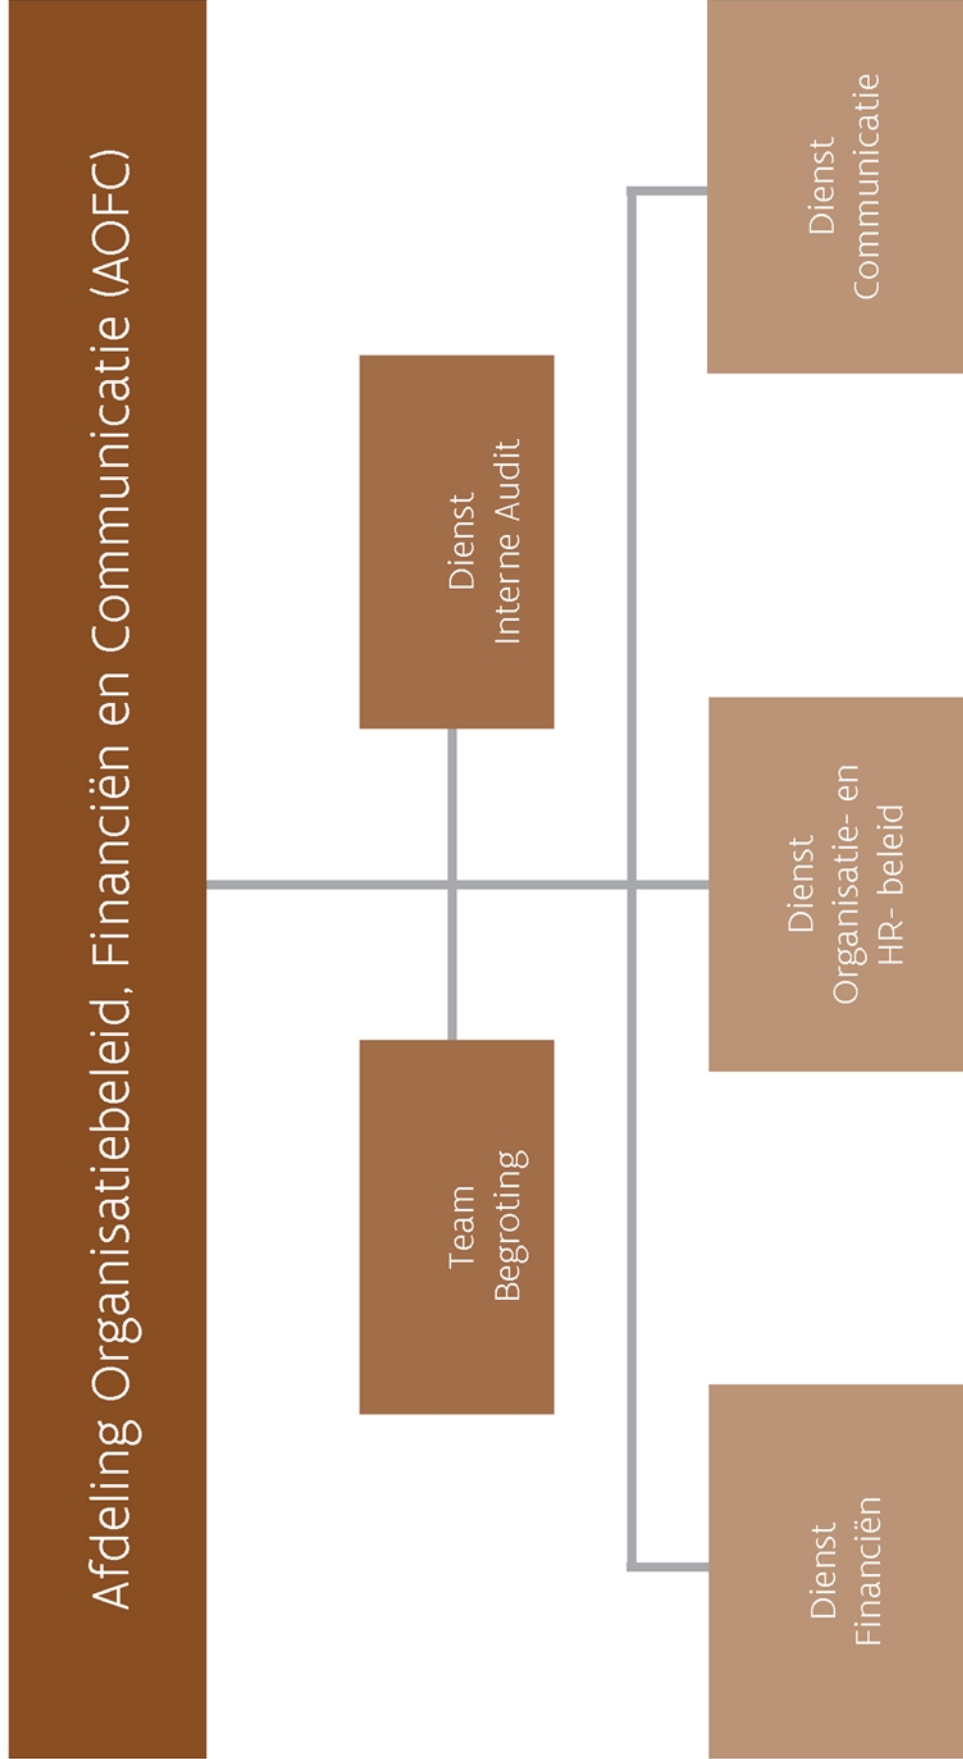 Afdeling Organisatiebeleid, Financiën en Communicatie (AOFC)
Team
Begroting
Dienst
Interne Audit
Dienst
Financiën
Dienst
Organisatie- en
HR- beleid
Dienst
Communicatie